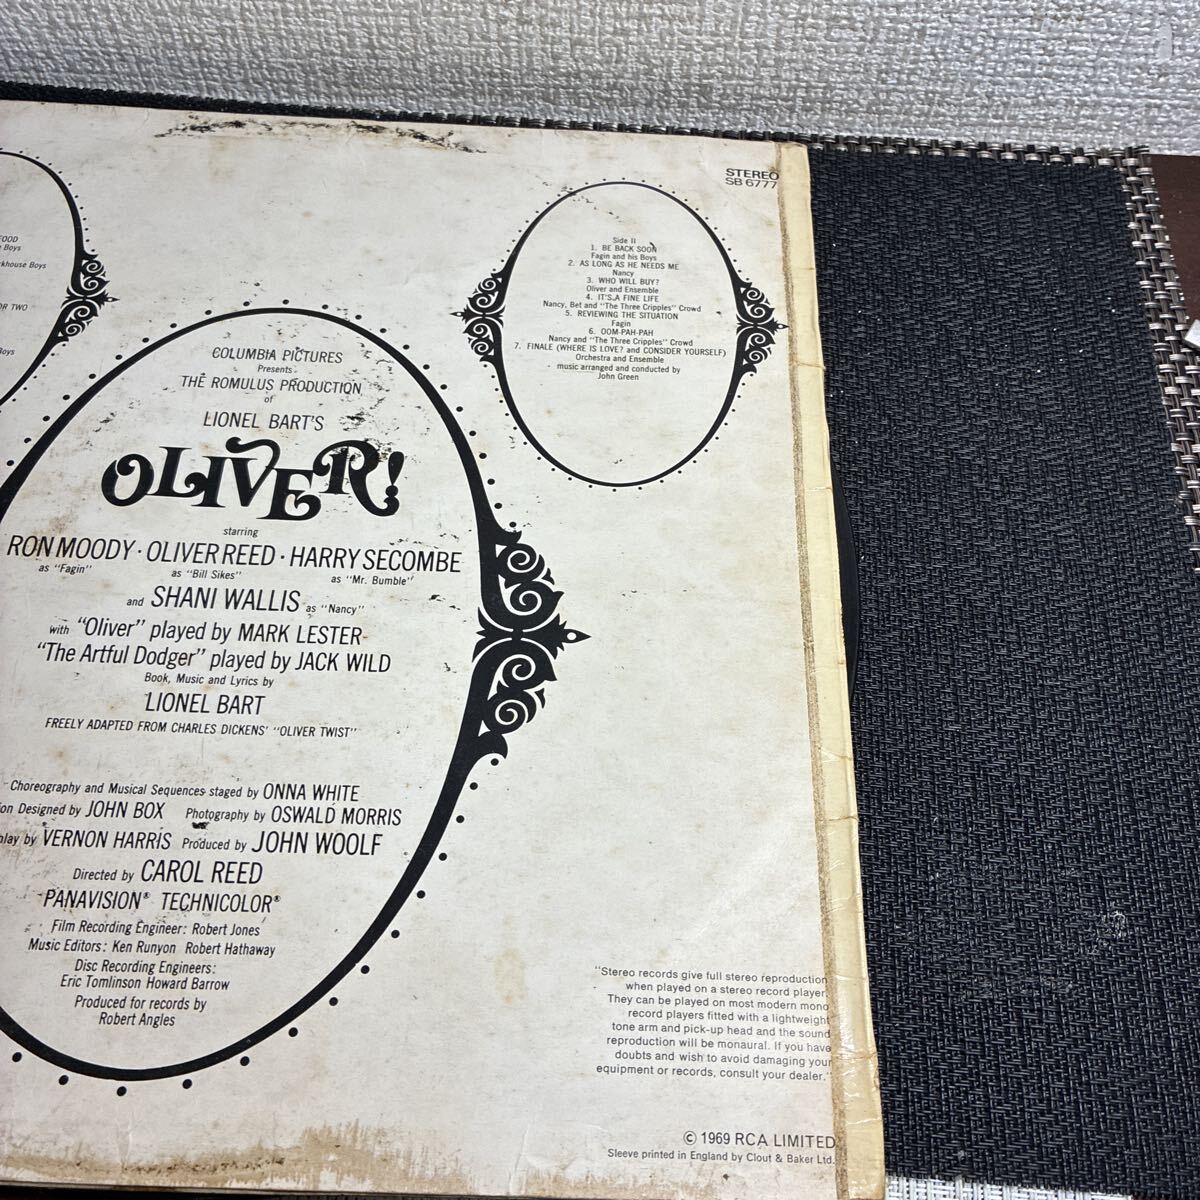 FOOD
Boys
rkhouse Boys
OR TWO
Boys
STEREO
SB 6777
Side II
1. BE BACK SOON
Fagin and his Boys
2. AS LONG AS HE NEEDS ME
Nancy
3. WHO WILL BUY?
Oliver and Ensemble
4. IT'S A FINE LIFE
Nancy, Bet and "The Three Cripples" Crowd
5. REVIEWING THE SITUATION
Fagin
6. OOM-PAH-PAH
Nancy and "The Three Cripples" Crowd
7. FINALE (WHERE IS LOVE? and CONSIDER YOURSELF)
Orchestra and Ensemble
music arranged and conducted by
John Green
COLUMBIA PICTURES
Presents
THE ROMULUS PRODUCTION
of
LIONEL BART'S
OLIVER!
starring
RON MOODY · OLIVER REED · HARRY SECOMBE
as "Fagin" as "Bill Sikes" as "Mr. Bumble"
and SHANI WALLIS as "Nancy"
with "Oliver" played by MARK LESTER
"The Artful Dodger" played by JACK WILD
Book, Music and Lyrics by
LIONEL BART
FREELY ADAPTED FROM CHARLES DICKENS' "OLIVER TWIST"
Choreography and Musical Sequences staged by ONNA WHITE
ion Designed by JOHN BOX Photography by OSWALD MORRIS
play by VERNON HARRIS Produced by JOHN WOOLF
Directed by CAROL REED
PANAVISION® TECHNICOLOR®
Film Recording Engineer: Robert Jones
Music Editors: Ken Runyon Robert Hathaway
Disc Recording Engineers:
Eric Tomlinson Howard Barrow
Produced for records by
Robert Angles
"Stereo records give full stereo reproduction
when played on a stereo record player.
They can be played on most modern mono
record players fitted with a lightweight
tone arm and pick-up head and the sound
reproduction will be monaural. If you have
doubts and wish to avoid damaging your
equipment or records, consult your dealer."
© 1969 RCA LIMITED
Sleeve printed in England by Clout & Baker Ltd.